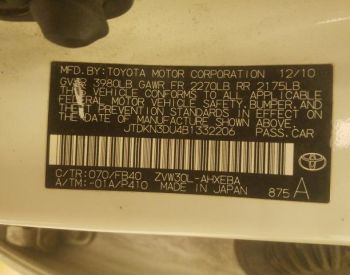 MFD. BY: TOYOTA MOTOR CORPORATION 12/10
GVWR 3980LB GAWR FR 2270LB RR 2175LB
THIS VEHICLE CONFORMS TO ALL APPLICABLE
FEDERAL MOTOR VEHICLE SAFETY, BUMPER, AND
THEFT PREVENTION STANDARDS IN EFFECT ON
THE DATE OF MANUFACTURE SHOWN ABOVE.
JTDKN3DU4B1332206 PASS.CAR
C/TR:070/FB40 ZVW30L-AHXEBA
A/TM:-01A/P410 MADE IN JAPAN 875 A
TOYOTA